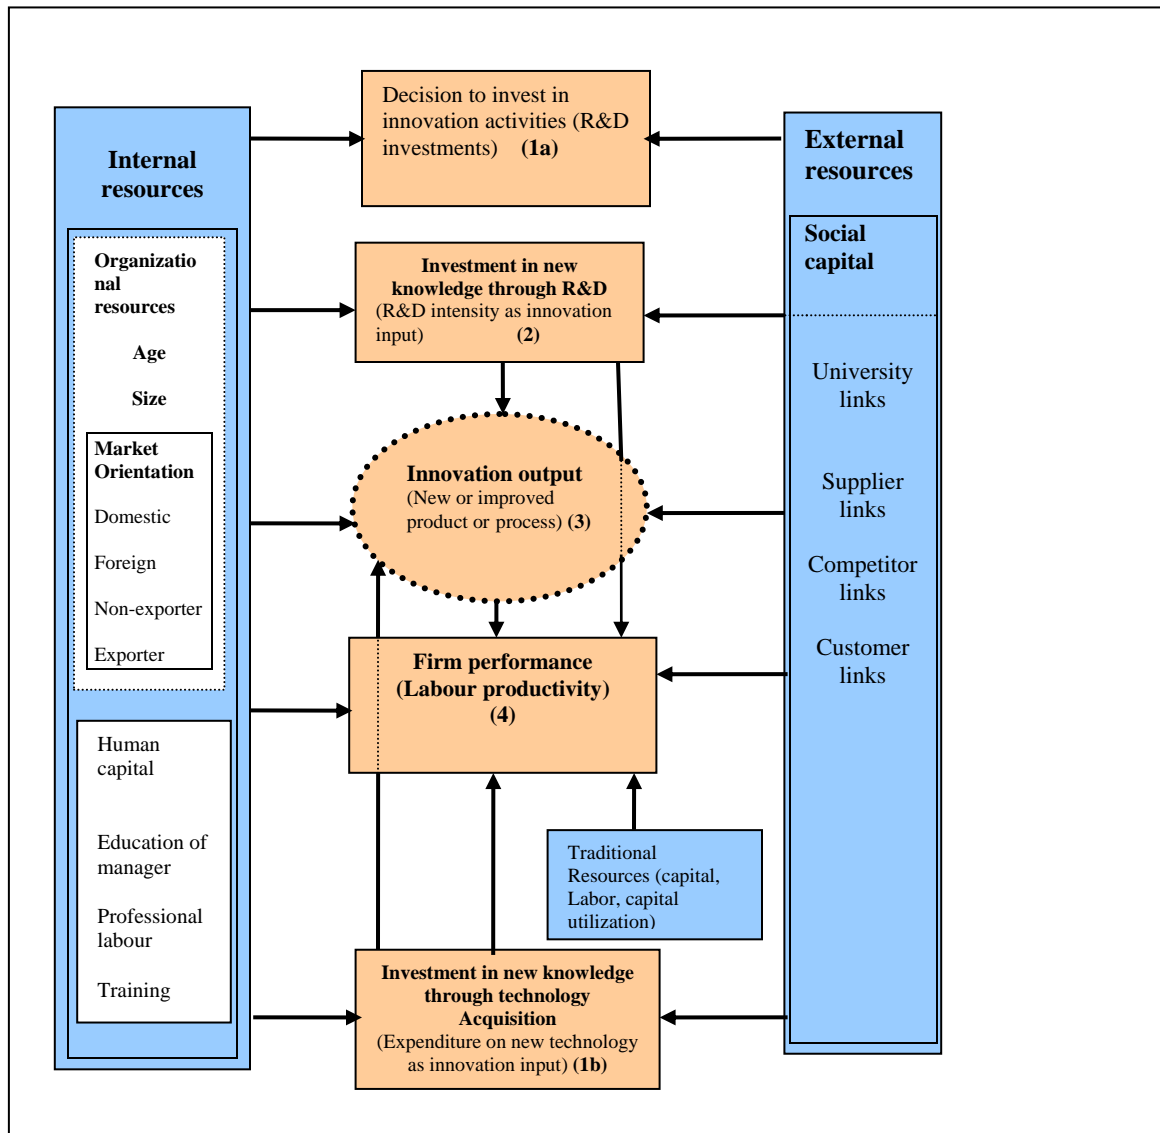 Decision to invest in
innovation activities (R&D
investments) (1a)
Internal
resources
External
resources
Organizatio
nal
resources
Age
Size
Market
Orientation
Domestic
Foreign
Non-exporter
Exporter
Human
capital
Education of
manager
Professional
labour
Training
Investment in new
knowledge through R&D
(R&D intensity as innovation
input) (2)
Innovation output
(New or improved
product or process) (3)
Firm performance
(Labour productivity)
(4)
Traditional
Resources (capital,
Labor, capital
utilization)
Investment in new knowledge
through technology
Acquisition
(Expenditure on new technology
as innovation input) (1b)
Social
capital
University
links
Supplier
links
Competitor
links
Customer
links